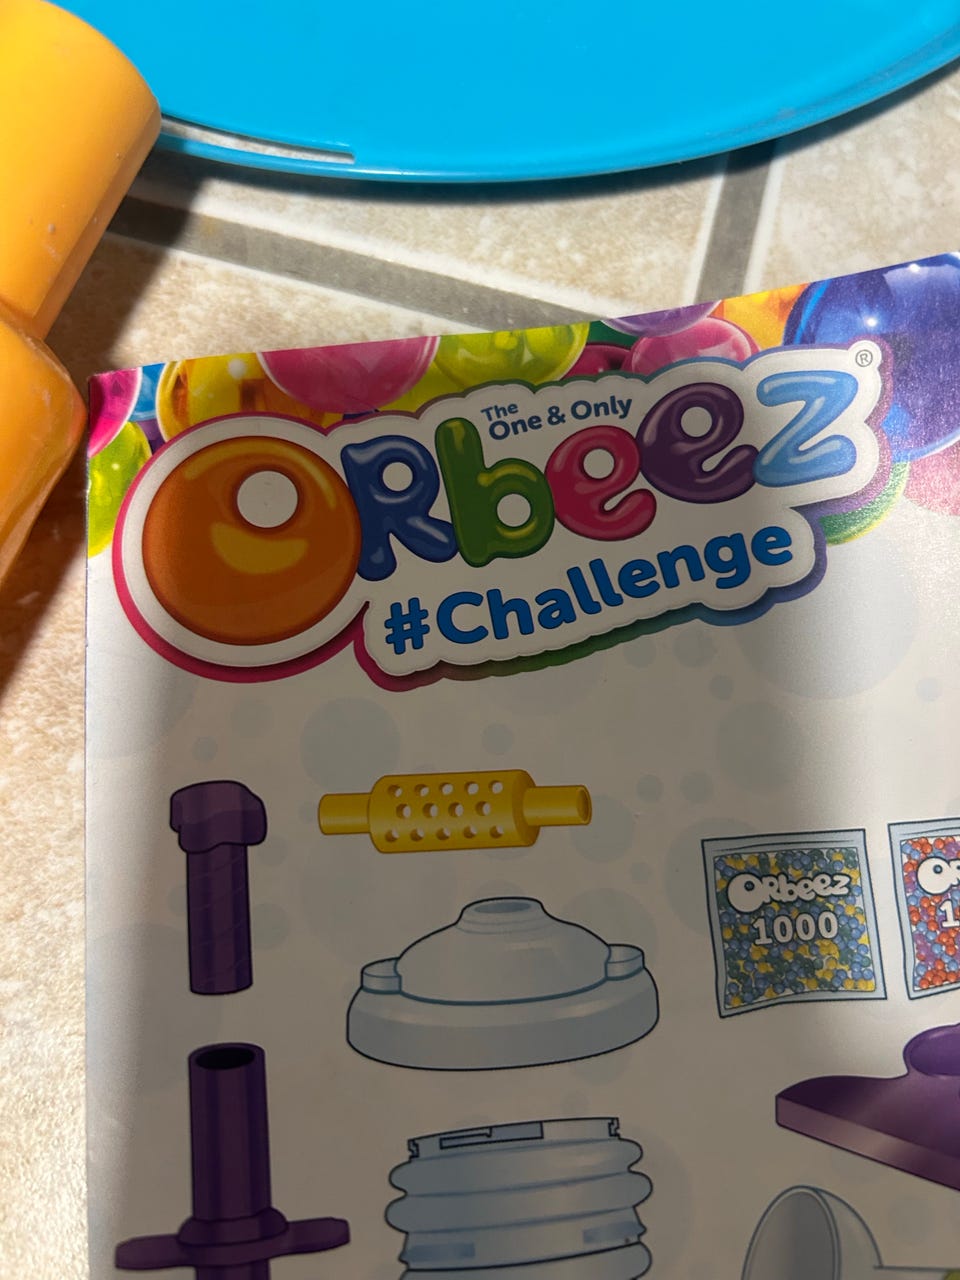 The
One & Only
Orbeez®
#Challenge
Orbeez
1000